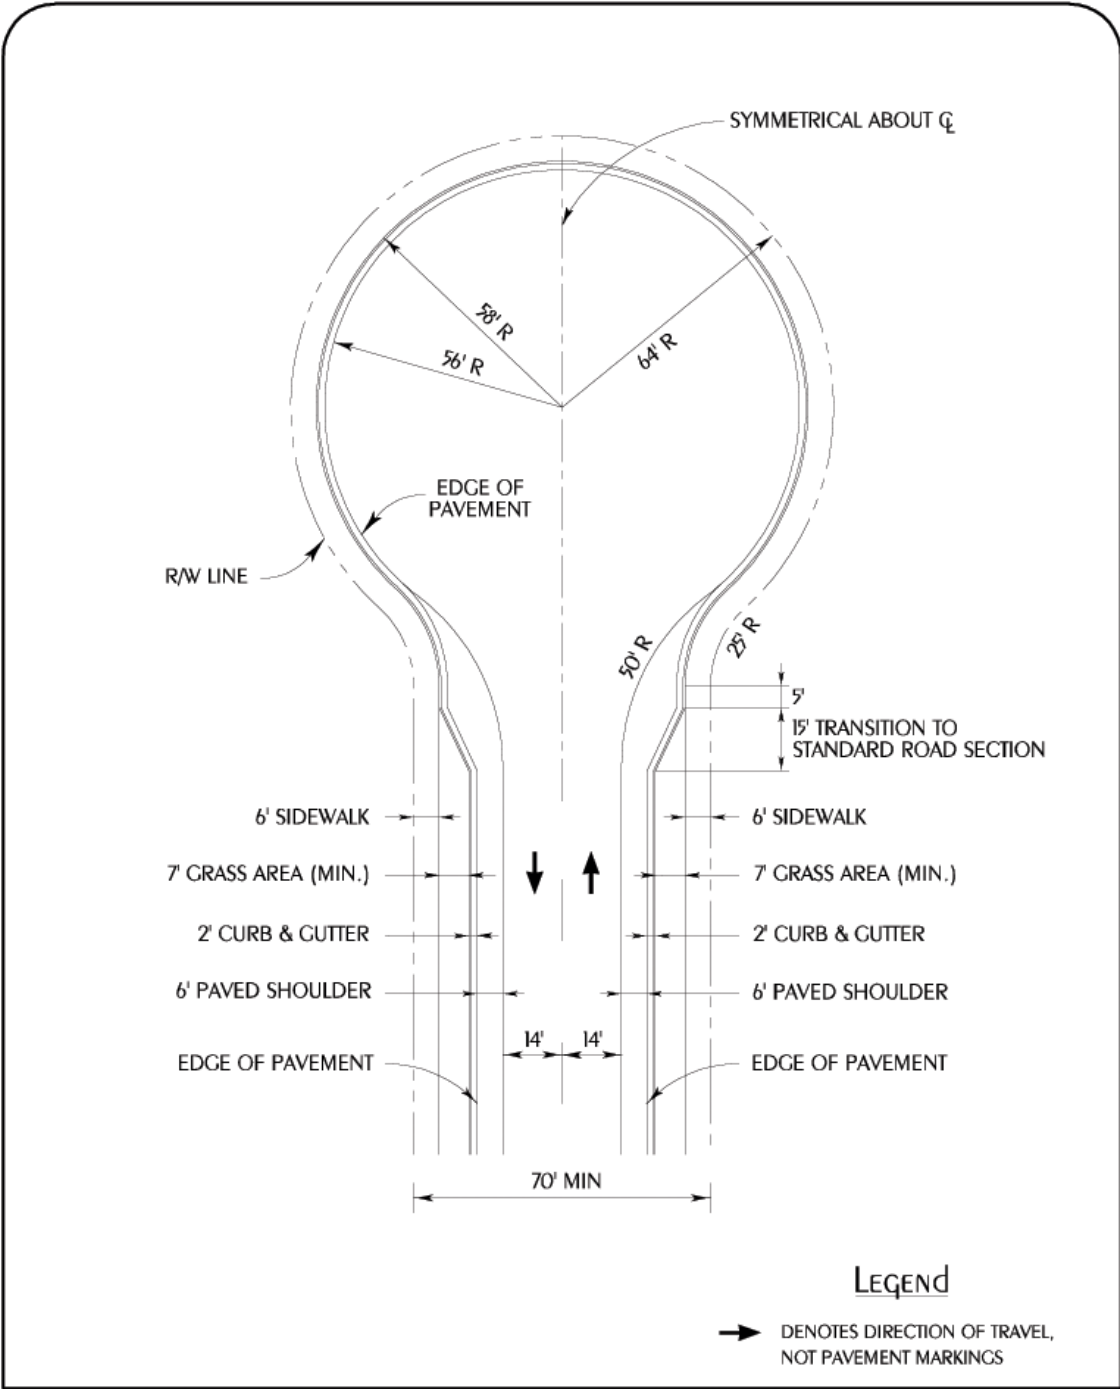 SYMMETRICAL ABOUT ℄
58' R
56' R
64' R
EDGE OF
PAVEMENT
R/W LINE
50' R
25' R
5'
15' TRANSITION TO
STANDARD ROAD SECTION
6' SIDEWALK
6' SIDEWALK
7' GRASS AREA (MIN.)
7' GRASS AREA (MIN.)
2' CURB & GUTTER
2' CURB & GUTTER
6' PAVED SHOULDER
6' PAVED SHOULDER
14'
14'
EDGE OF PAVEMENT
EDGE OF PAVEMENT
70' MIN
LEGENd
DENOTES DIRECTION OF TRAVEL,
NOT PAVEMENT MARKINGS